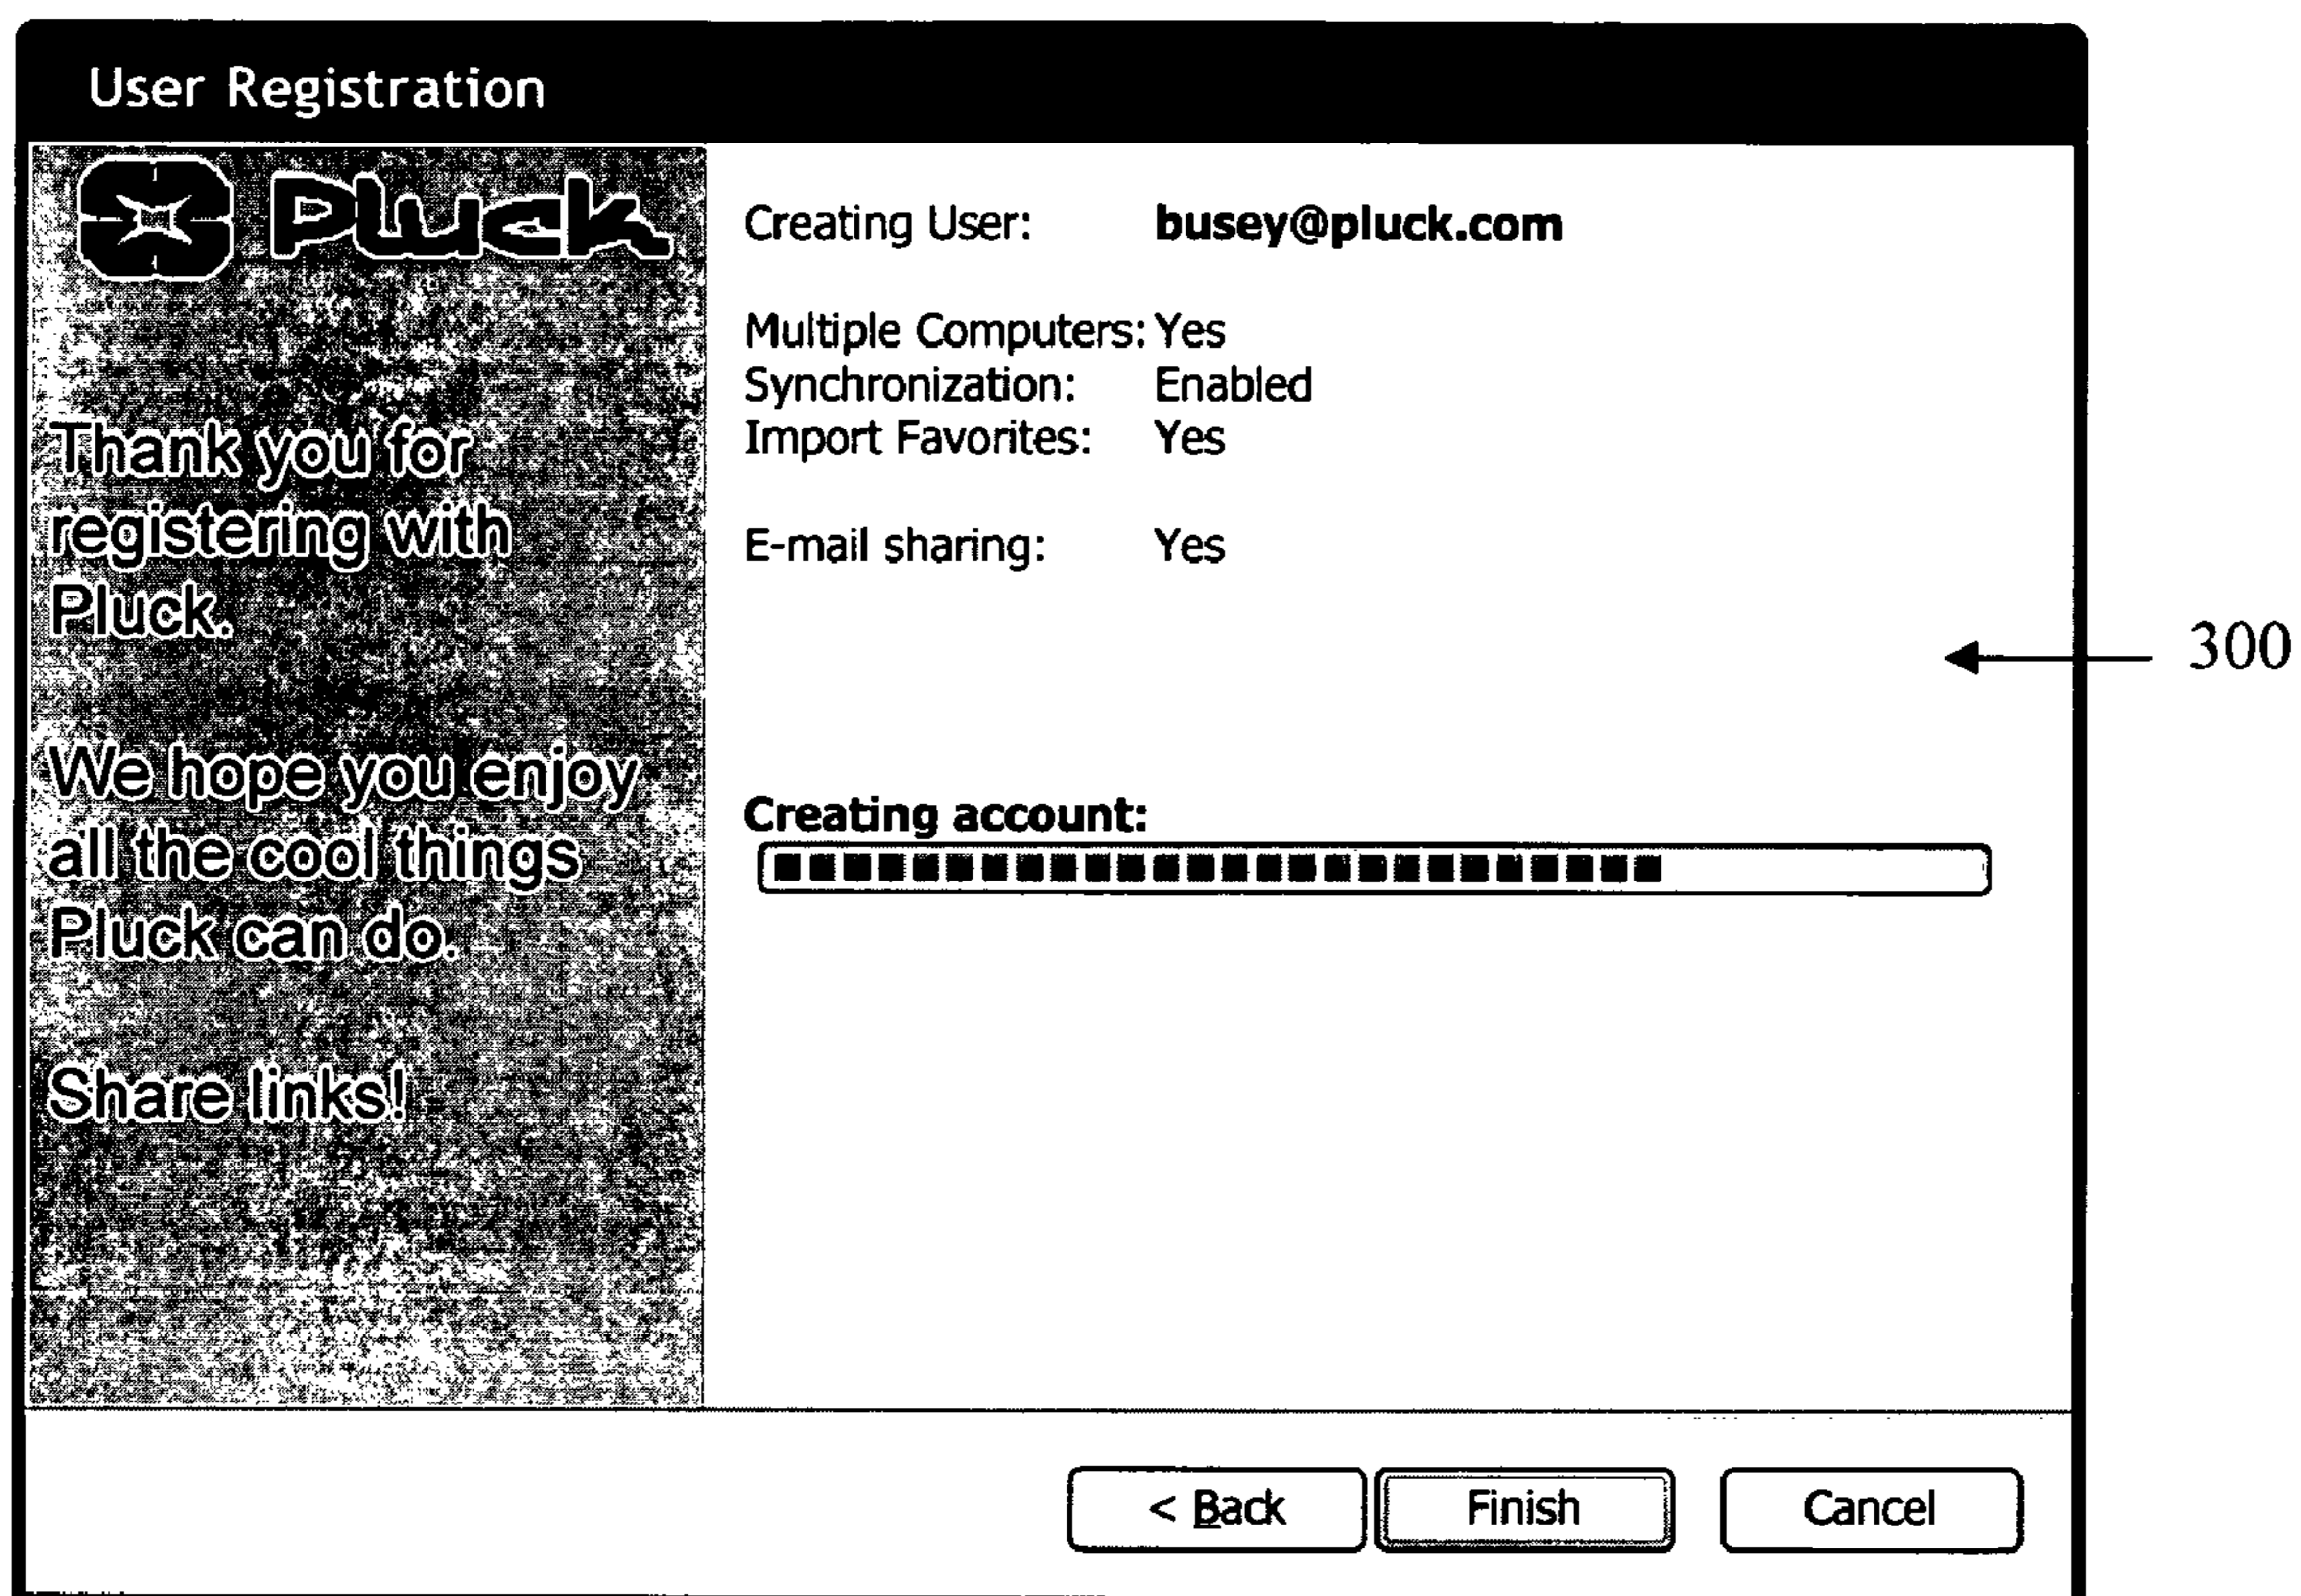 User Registration
Pluck
Thank you for
registering with
Pluck.
We hope you enjoy
all the cool things
Pluck can do.
Share links!
Creating User: busey@pluck.com
Multiple Computers: Yes
Synchronization: Enabled
Import Favorites: Yes
E-mail sharing: Yes
300
Creating account:
< Back Finish Cancel